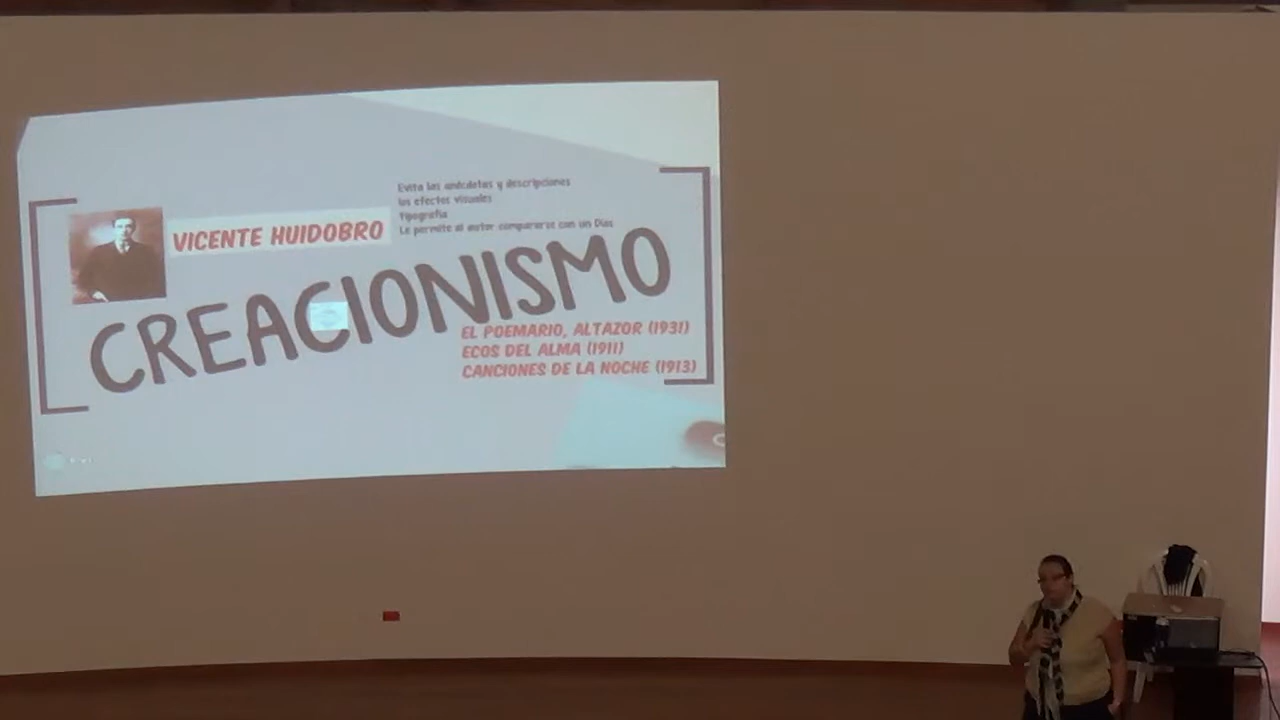 Evita las anécdotas y descripciones
los efectos visuales
Tipografía
Le permite al autor compararse con un Dios
VICENTE HUIDOBRO
CREACIONISMO
EL POEMARIO, ALTAZOR (1931)
ECOS DEL ALMA (1911)
CANCIONES DE LA NOCHE (1913)